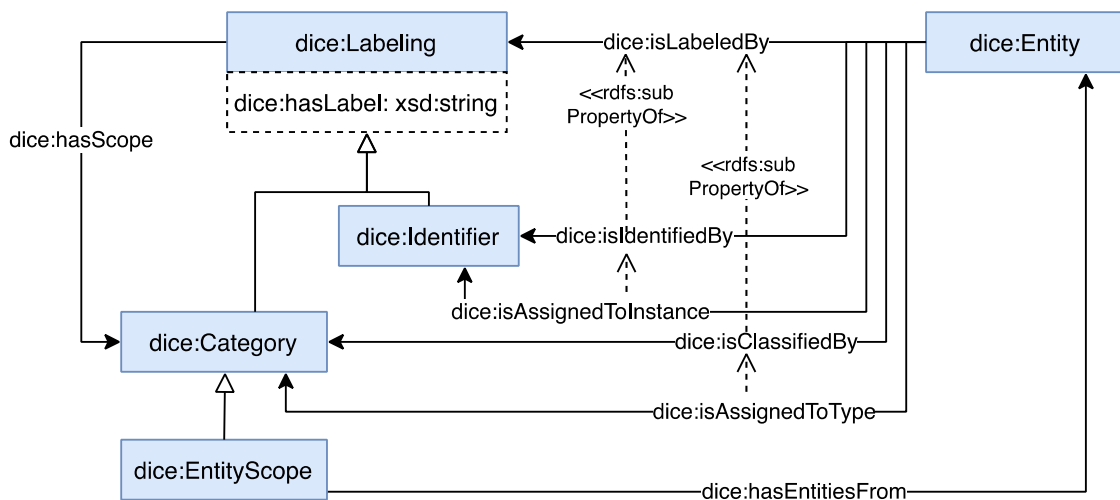 dice:Labeling
dice:isLabeledBy
dice:Entity
dice:hasLabel: xsd:string
<<rdfs:sub
PropertyOf>>
dice:hasScope
<<rdfs:sub
PropertyOf>>
dice:Identifier
dice:isIdentifiedBy
dice:isAssignedToInstance
dice:Category
dice:isClassifiedBy
dice:isAssignedToType
dice:EntityScope
dice:hasEntitiesFrom